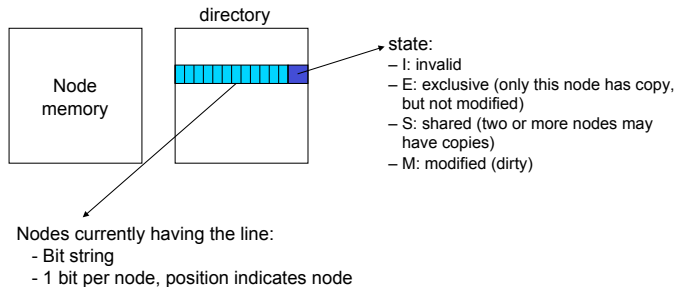 directory
Node
memory
state:
– I: invalid
– E: exclusive (only this node has copy,
but not modified)
– S: shared (two or more nodes may
have copies)
– M: modified (dirty)
Nodes currently having the line:
- Bit string
- 1 bit per node, position indicates node